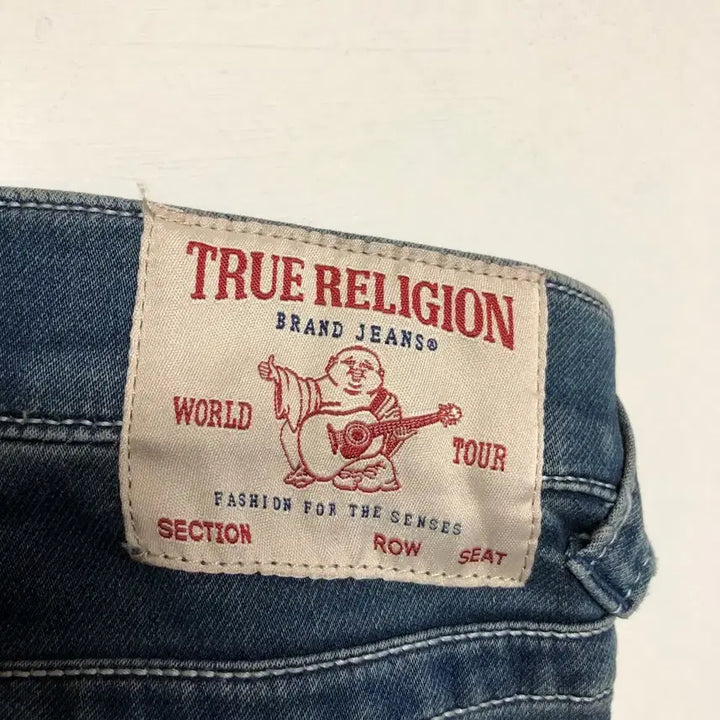 TRUE RELIGION
BRAND JEANS®
WORLD TOUR
FASHION FOR THE SENSES
SECTION ROW SEAT